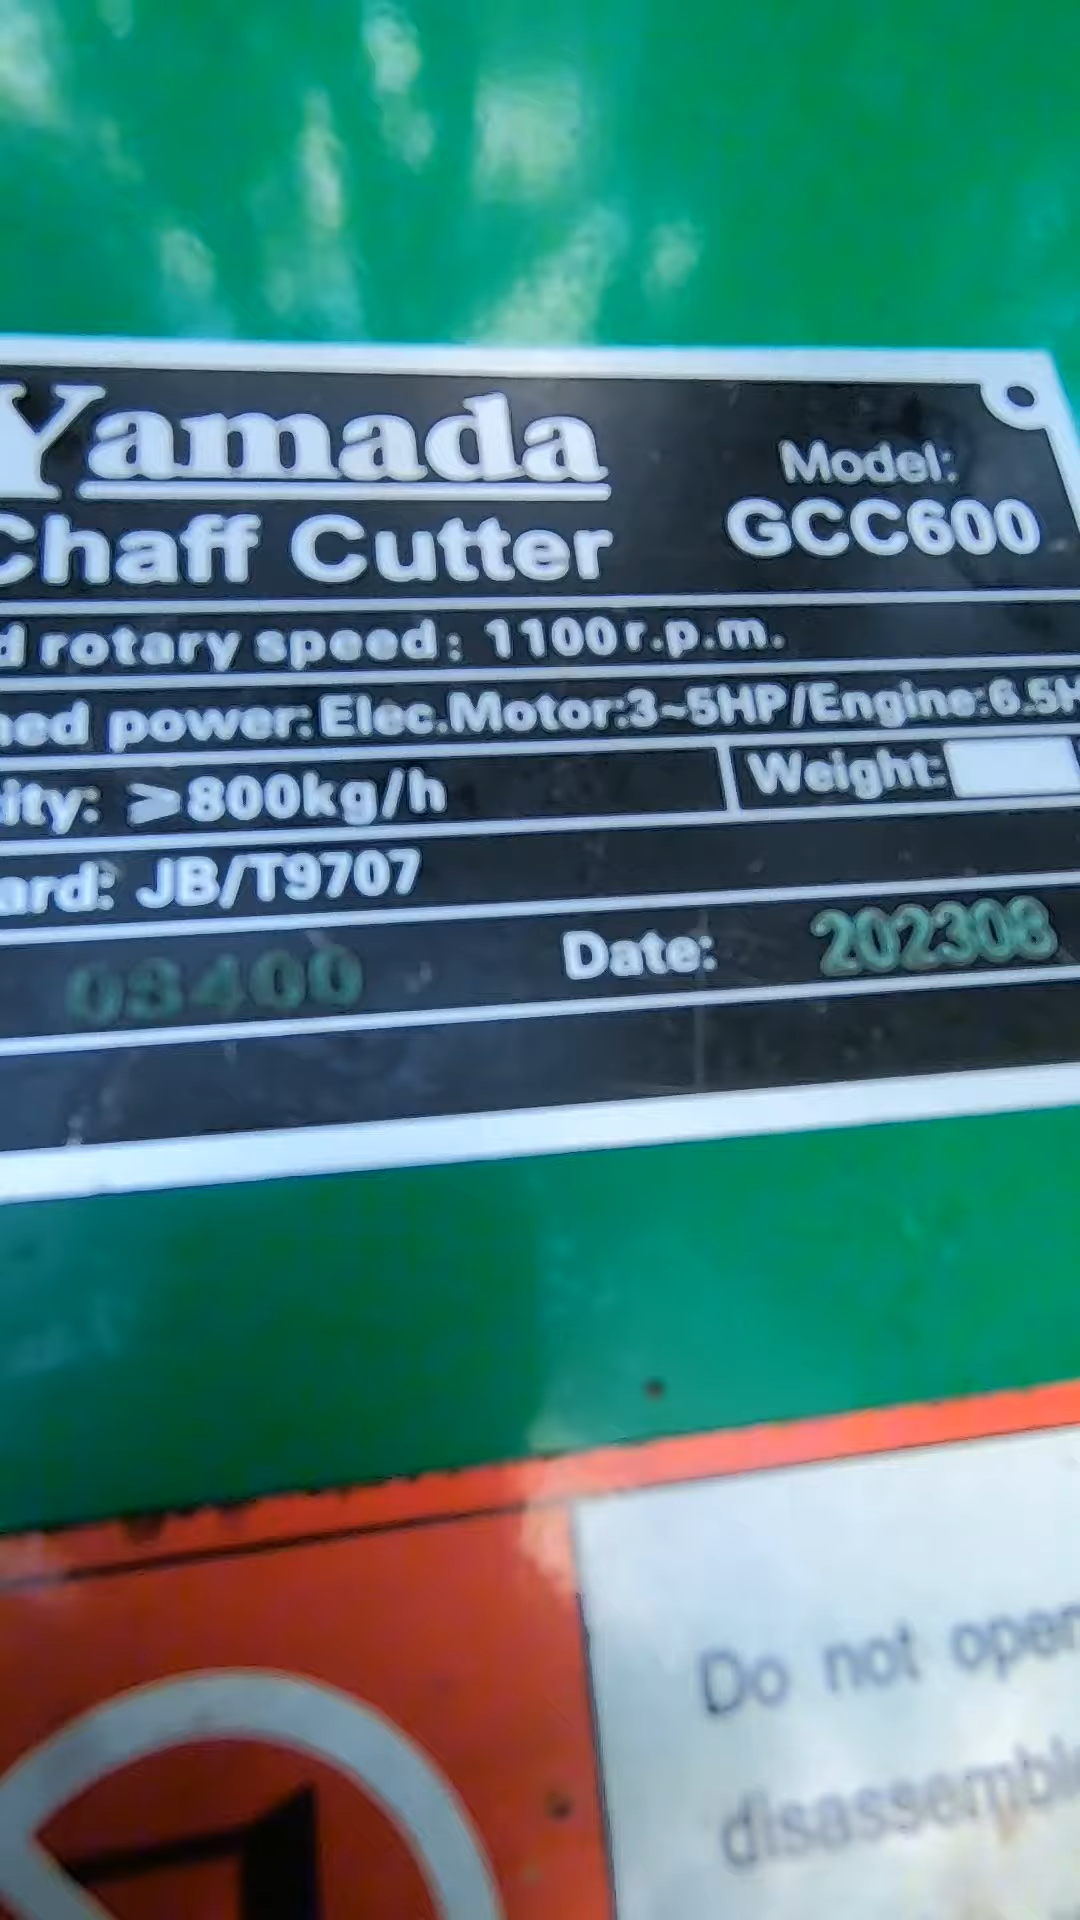 Yamada
Chaff Cutter
Model:
GCC600
d rotary speed: 1100r.p.m.
ned power:Elec.Motor:3~5HP/Engine:6.5H
ity: ≥800kg/h
Weight:
ard: JB/T9707
03400
Date: 202308
Do not open
disassemble